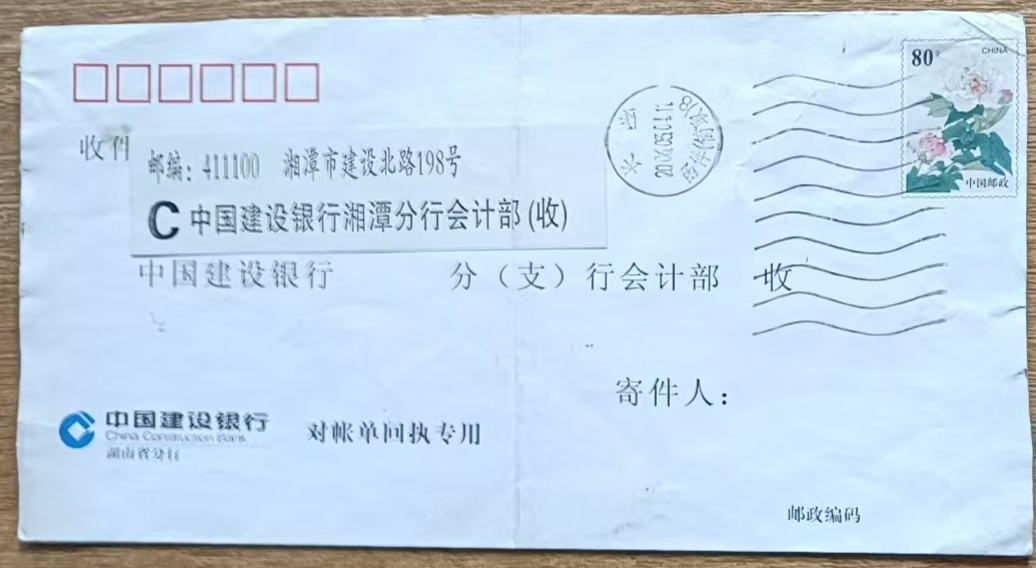 80分
CHINA
中国邮政
收件
邮编：411100　湘潭市建设北路198号
C 中国建设银行湘潭分行会计部(收)
中国建设银行　分（支）行会计部　收
寄件人：
中国建设银行
China Construction Bank
湖南省分行
对帐单回执专用
邮政编码